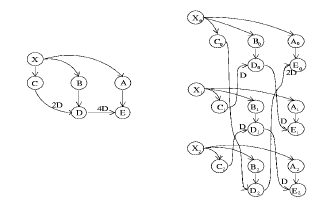 X
C B A
2D D 4D E
X₀
C₀ B₀ A₀
D₀ E₀
D 2D
X₁
C₁ B₁ A₁
D D₁ D E₁
X₂
C₂ B₂ A₂
D₂ D E₂